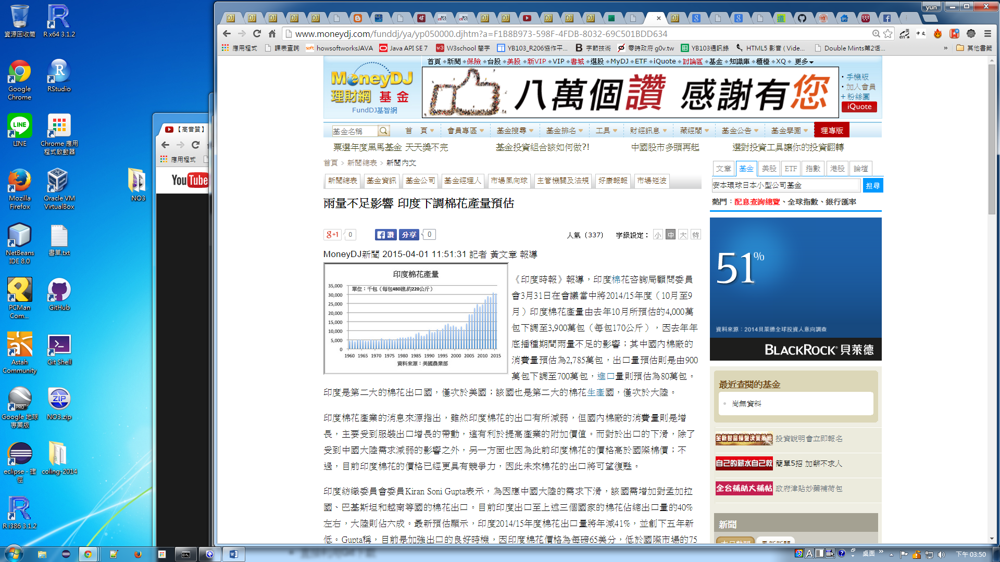 資源回收筒
R x64 3.1.2
Google Chrome
RStudio
LINE
Chrome 應用程式啟動器
Mozilla Firefox
Oracle VM VirtualBox
NO3
NetBeans IDE 8.0
書單.txt
PCMan Com...
GitHub
Astah Community
Git Shell
Google 地球專業版
NO3.zip
eclipse - 捷徑
coling-2014
R i386 3.1.2
【高音質】
應用程式
YouTube
yun
www.moneydj.com/funddj/ya/yp050000.djhtm?a=F1B8B973-598F-4FDB-8032-69C501BDD634
應用程式 課表查詢 howsoftworksJAVA Java API SE 7 W3school 簡字 YB103_R206協作平... 字節技術 零時政府 g0v.tw YB103通訊錄 HTML5 影音 ( Vide... Double Mints第2话... » 其他書籤
首頁 ◆新聞 ◆保險 ◆台股 ◆美股 ◆新VIP ◆VIP ◆書城 ◆選股 ◆MyDJ ◆ETF ◆iQuote ◆討論區 ◆基金 ◆知識庫 ◆櫃檯 ◆XQ ◆ 更多
MoneyDJ
理財網 基金
FundDJ基智網
八萬個讚 感謝有您
手機版
加入會員
+ 粉絲團
iQuote
基金名稱 首 頁 會員專區 基金搜尋 基金排名 工具 財經訊息 藏經閣 基金公告 基金學園 理專版
票選年度黑馬基金 天天獎不完 基金投資組合該如何做?! 中國股市多頭再起 選對投資工具讓你的投資翻轉
首頁 > 新聞總表 > 新聞內文
新聞總表 基金資訊 基金公司 基金經理人 市場風向球 主管機關及法規 好康報報 市場短波
雨量不足影響 印度下調棉花產量預估
g+1 0 讚 分享 0 人氣（337） 字級設定： 小 中 大 特
MoneyDJ新聞 2015-04-01 11:51:31 記者 黃文章 報導
印度棉花產量
單位：千包（每包480磅,約220公斤）
35,000
30,000
25,000
20,000
15,000
10,000
5,000
0
1960 1965 1970 1975 1980 1985 1990 1995 2000 2005 2010 2015
資料來源：美國農業部
《印度時報》報導，印度棉花咨詢局顧問委員
會3月31日在會議當中將2014/15年度（10月至9
月）印度棉花產量由去年10月所預估的4,000萬
包下調至3,900萬包（每包170公斤），因去年年
底播種期間雨量不足的影響；其中國內棉廠的
消費量預估為2,785萬包，出口量預估則是由900
萬包下調至700萬包，進口量則預估為80萬包。
印度是第二大的棉花出口國，僅次於美國；該國也是第二大的棉花生產國，僅次於大陸。
印度棉花產業的消息來源指出，雖然印度棉花的出口有所減弱，但國內棉廠的消費量則是增
長，主要受到服裝出口增長的帶動，這有利於提高產業的附加價值。而對於出口的下滑，除了
受到中國大陸需求減弱的影響之外，另一方面也因為此前印度棉花的價格高於國際棉價；不
過，目前印度棉花的價格已經更具有競爭力，因此未來棉花的出口將可望復甦。
印度紡織委員會委員Kiran Soni Gupta表示，為因應中國大陸的需求下滑，該國需增加對孟加拉
國、巴基斯坦和越南等國的棉花出口。目前印度出口至上述三個國家的棉花佔總出口量的40%
左右，大陸則佔六成。最新預估顯示，印度2014/15年度棉花出口量將年減41%，並創下五年新
低。Gupta稱，目前是加強出口的良好時機，因印度棉花價格為每磅65美分，低於國際市場的75
文章 基金 美股 ETF 指數 港股 論壇
安本環球日本小型公司基金 搜尋
熱門：配息查詢總覽、全球指數、銀行匯率
51%
資料來源：2014貝萊德全球投資人意向調查
BLACKROCK® 貝萊德
最近查閱的基金
尚無資料
全新智富操盤決策系統 投資說明會立即報名
自己的薪水自己救 簡單5招 加薪不求人
全台補助大補帖 政府津貼妙藥補荷包
新聞
本日熱門 最新新聞
桌面 »
下午 03:50